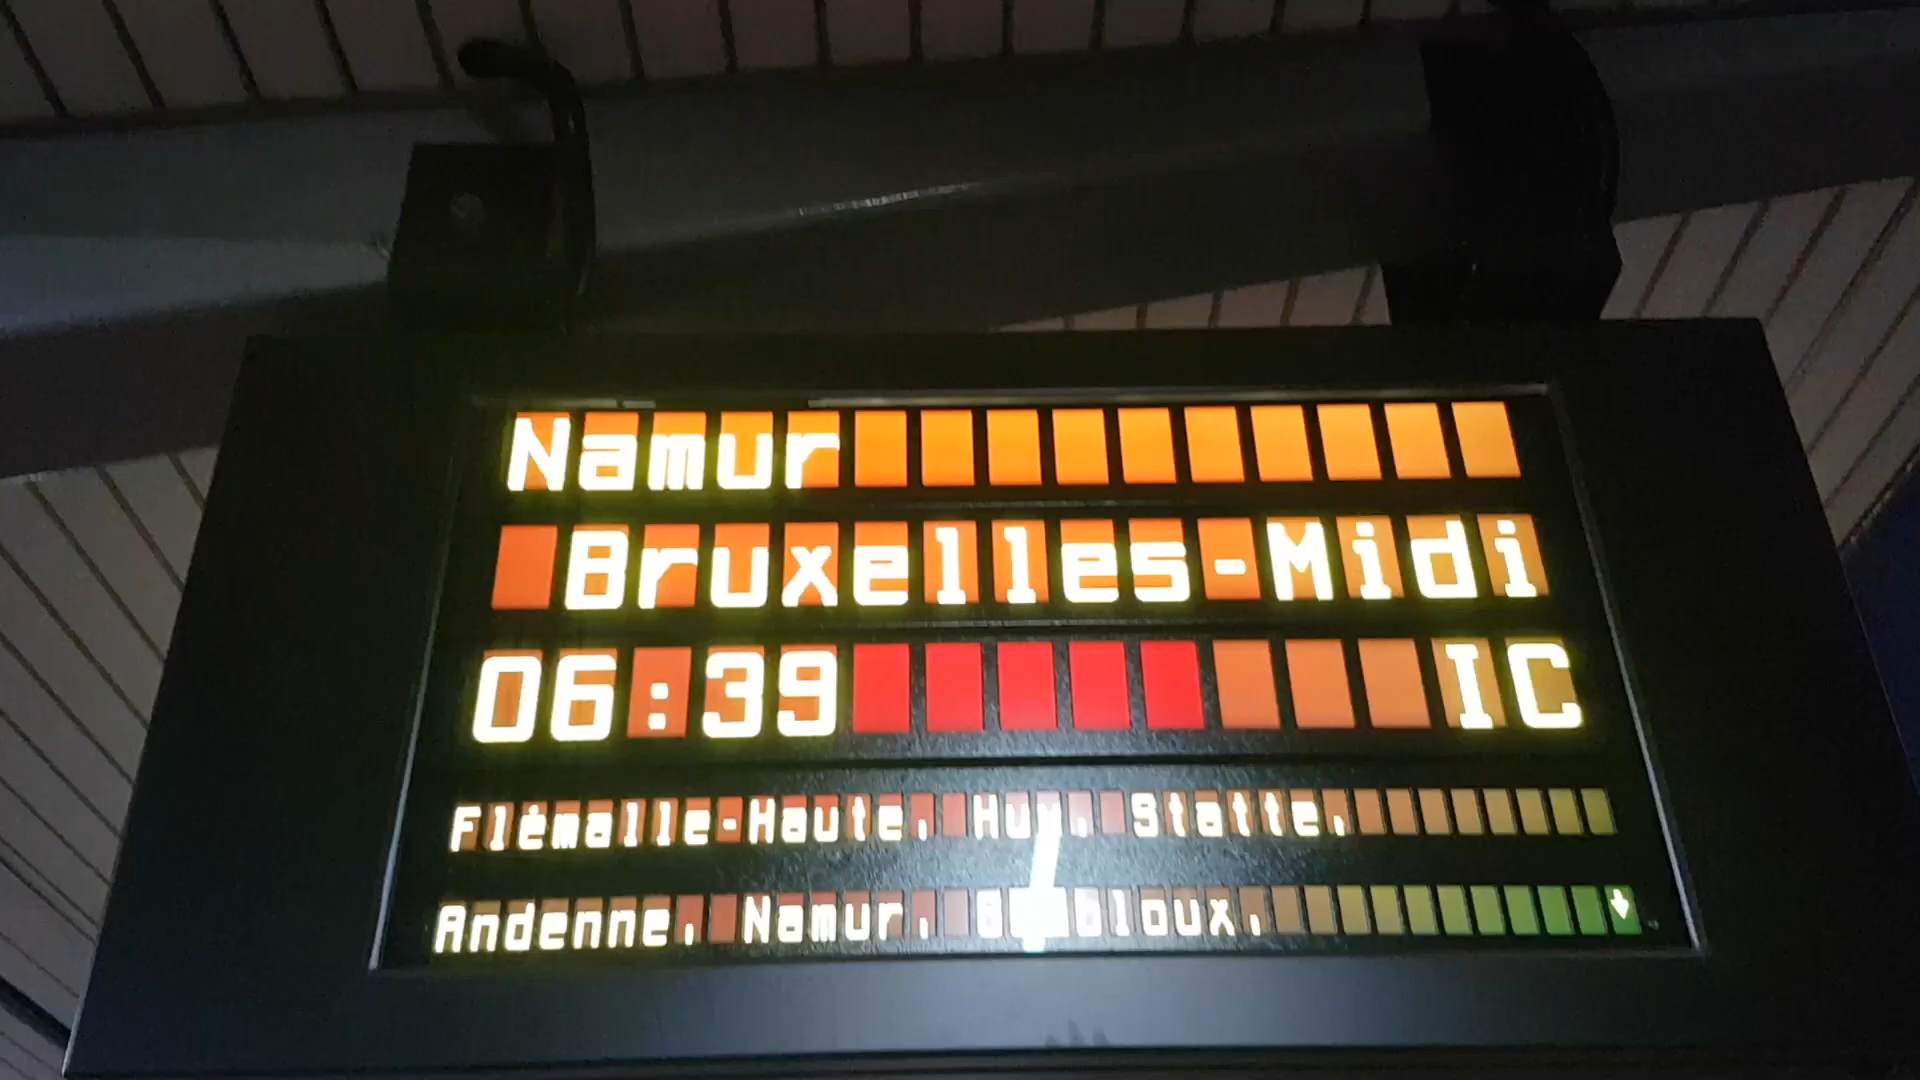 Namur
Bruxelles-Midi
06:39 IC
Flémalle-Haute, Huy, Statte,
Andenne, Namur, Gembloux, ↓